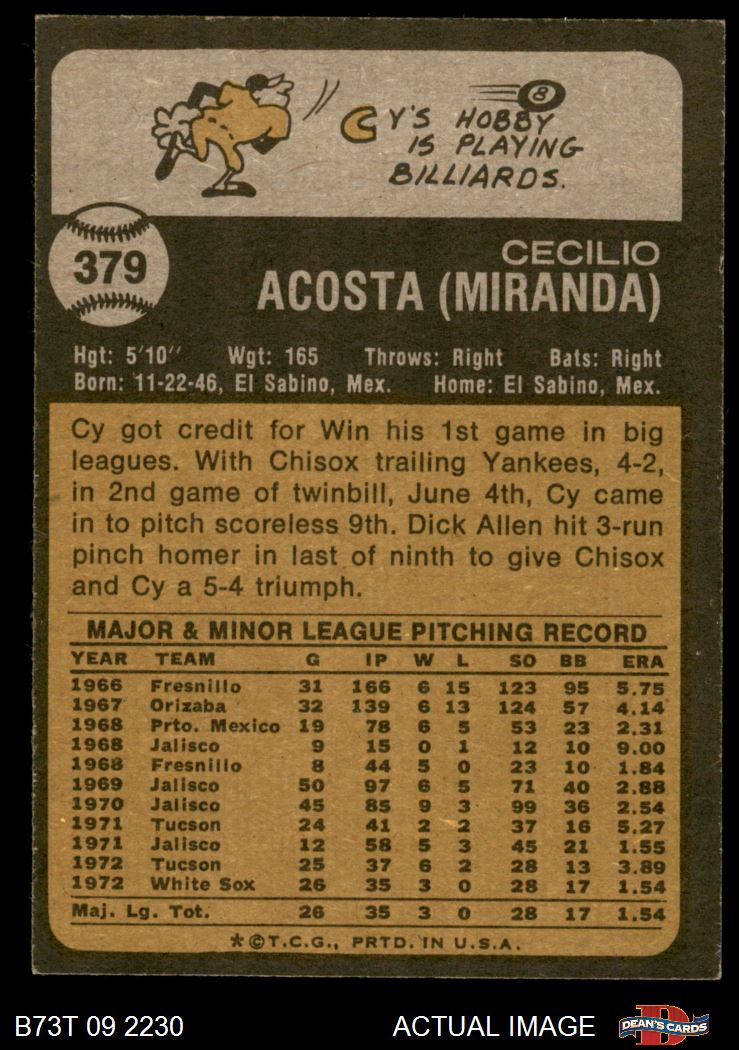 8
CY'S HOBBY
IS PLAYING
BILLIARDS.
379
CECILIO
ACOSTA (MIRANDA)
Hgt: 5'10" Wgt: 165 Throws: Right Bats: Right
Born: 11-22-46, El Sabino, Mex. Home: El Sabino, Mex.
Cy got credit for Win his 1st game in big
leagues. With Chisox trailing Yankees, 4-2,
in 2nd game of twinbill, June 4th, Cy came
in to pitch scoreless 9th. Dick Allen hit 3-run
pinch homer in last of ninth to give Chisox
and Cy a 5-4 triumph.
MAJOR & MINOR LEAGUE PITCHING RECORD
YEAR TEAM G IP W L SO BB ERA
1966 Fresnillo 31 166 6 15 123 95 5.75
1967 Orizaba 32 139 6 13 124 57 4.14
1968 Prto. Mexico 19 78 6 5 53 23 2.31
1968 Jalisco 9 15 0 1 12 10 9.00
1968 Fresnillo 8 44 5 0 23 10 1.84
1969 Jalisco 50 97 6 5 71 40 2.88
1970 Jalisco 45 85 9 3 99 36 2.54
1971 Tucson 24 41 2 2 37 16 5.27
1971 Jalisco 12 58 5 3 45 21 1.55
1972 Tucson 25 37 6 2 28 13 3.89
1972 White Sox 26 35 3 0 28 17 1.54
Maj. Lg. Tot. 26 35 3 0 28 17 1.54
*©T.C.G., PRTD. IN U.S.A.
B73T 09 2230 ACTUAL IMAGE
D
DEAN'S CARDS